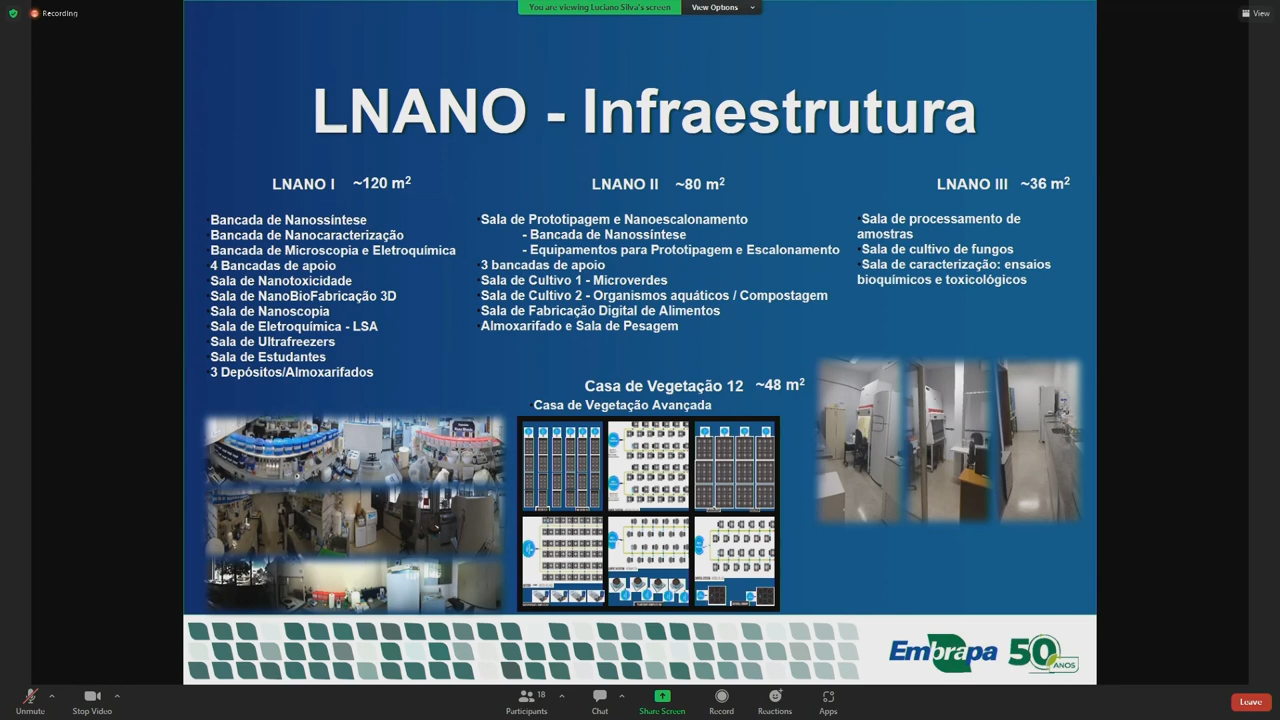 Recording
You are viewing Luciano Silva's screen
View Options
View
LNANO - Infraestrutura
LNANO I ~120 m²
Bancada de Nanossíntese
Bancada de Nanocaracterização
Bancada de Microscopia e Eletroquímica
4 Bancadas de apoio
Sala de Nanotoxicidade
Sala de NanoBioFabricação 3D
Sala de Nanoscopia
Sala de Eletroquímica - LSA
Sala de Ultrafreezers
Sala de Estudantes
3 Depósitos/Almoxarifados
LNANO II ~80 m²
Sala de Prototipagem e Nanoescalonamento
- Bancada de Nanossíntese
- Equipamentos para Prototipagem e Escalonamento
3 bancadas de apoio
Sala de Cultivo 1 - Microverdes
Sala de Cultivo 2 - Organismos aquáticos / Compostagem
Sala de Fabricação Digital de Alimentos
Almoxarifado e Sala de Pesagem
LNANO III ~36 m²
Sala de processamento de
amostras
Sala de cultivo de fungos
Sala de caracterização: ensaios
bioquímicos e toxicológicos
Casa de Vegetação 12 ~48 m²
Casa de Vegetação Avançada
Embrapa 50 ANOS
Unmute
Stop Video
Participants
18
Chat
Share Screen
Record
Reactions
Apps
Leave